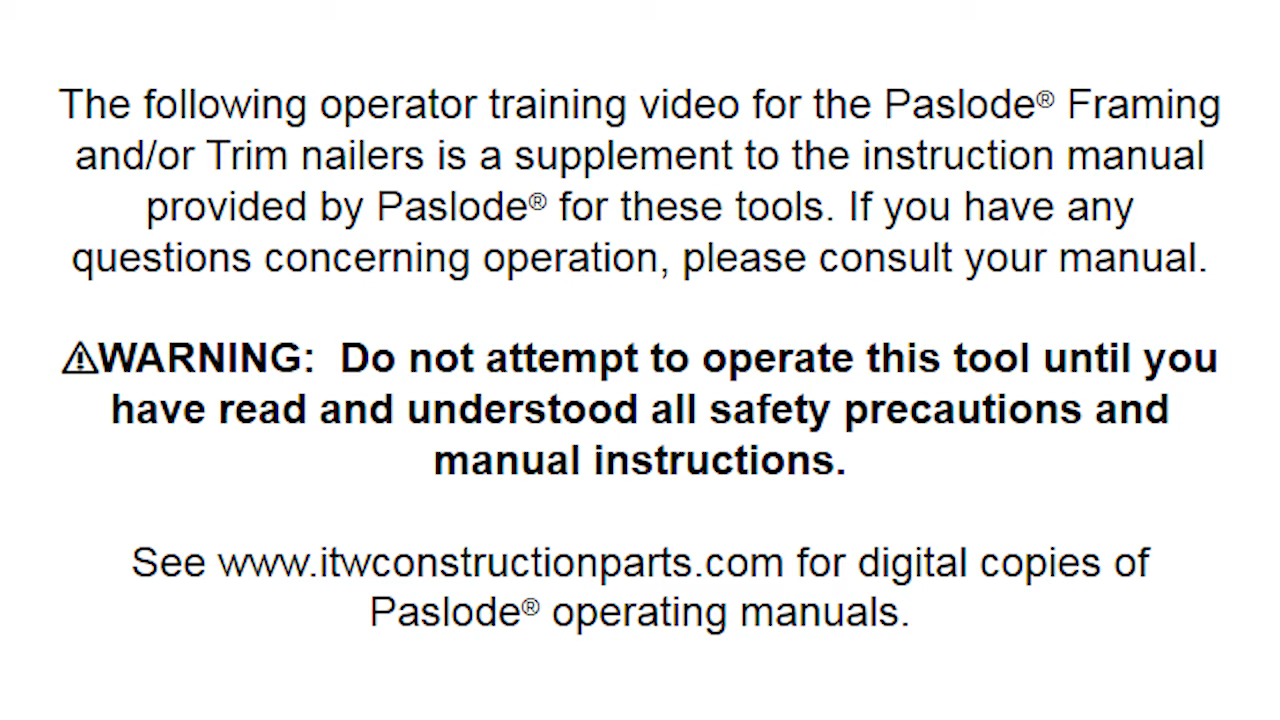 The following operator training video for the Paslode® Framing
and/or Trim nailers is a supplement to the instruction manual
provided by Paslode® for these tools. If you have any
questions concerning operation, please consult your manual.
⚠WARNING:  Do not attempt to operate this tool until you
have read and understood all safety precautions and
manual instructions.
See www.itwconstructionparts.com for digital copies of
Paslode® operating manuals.